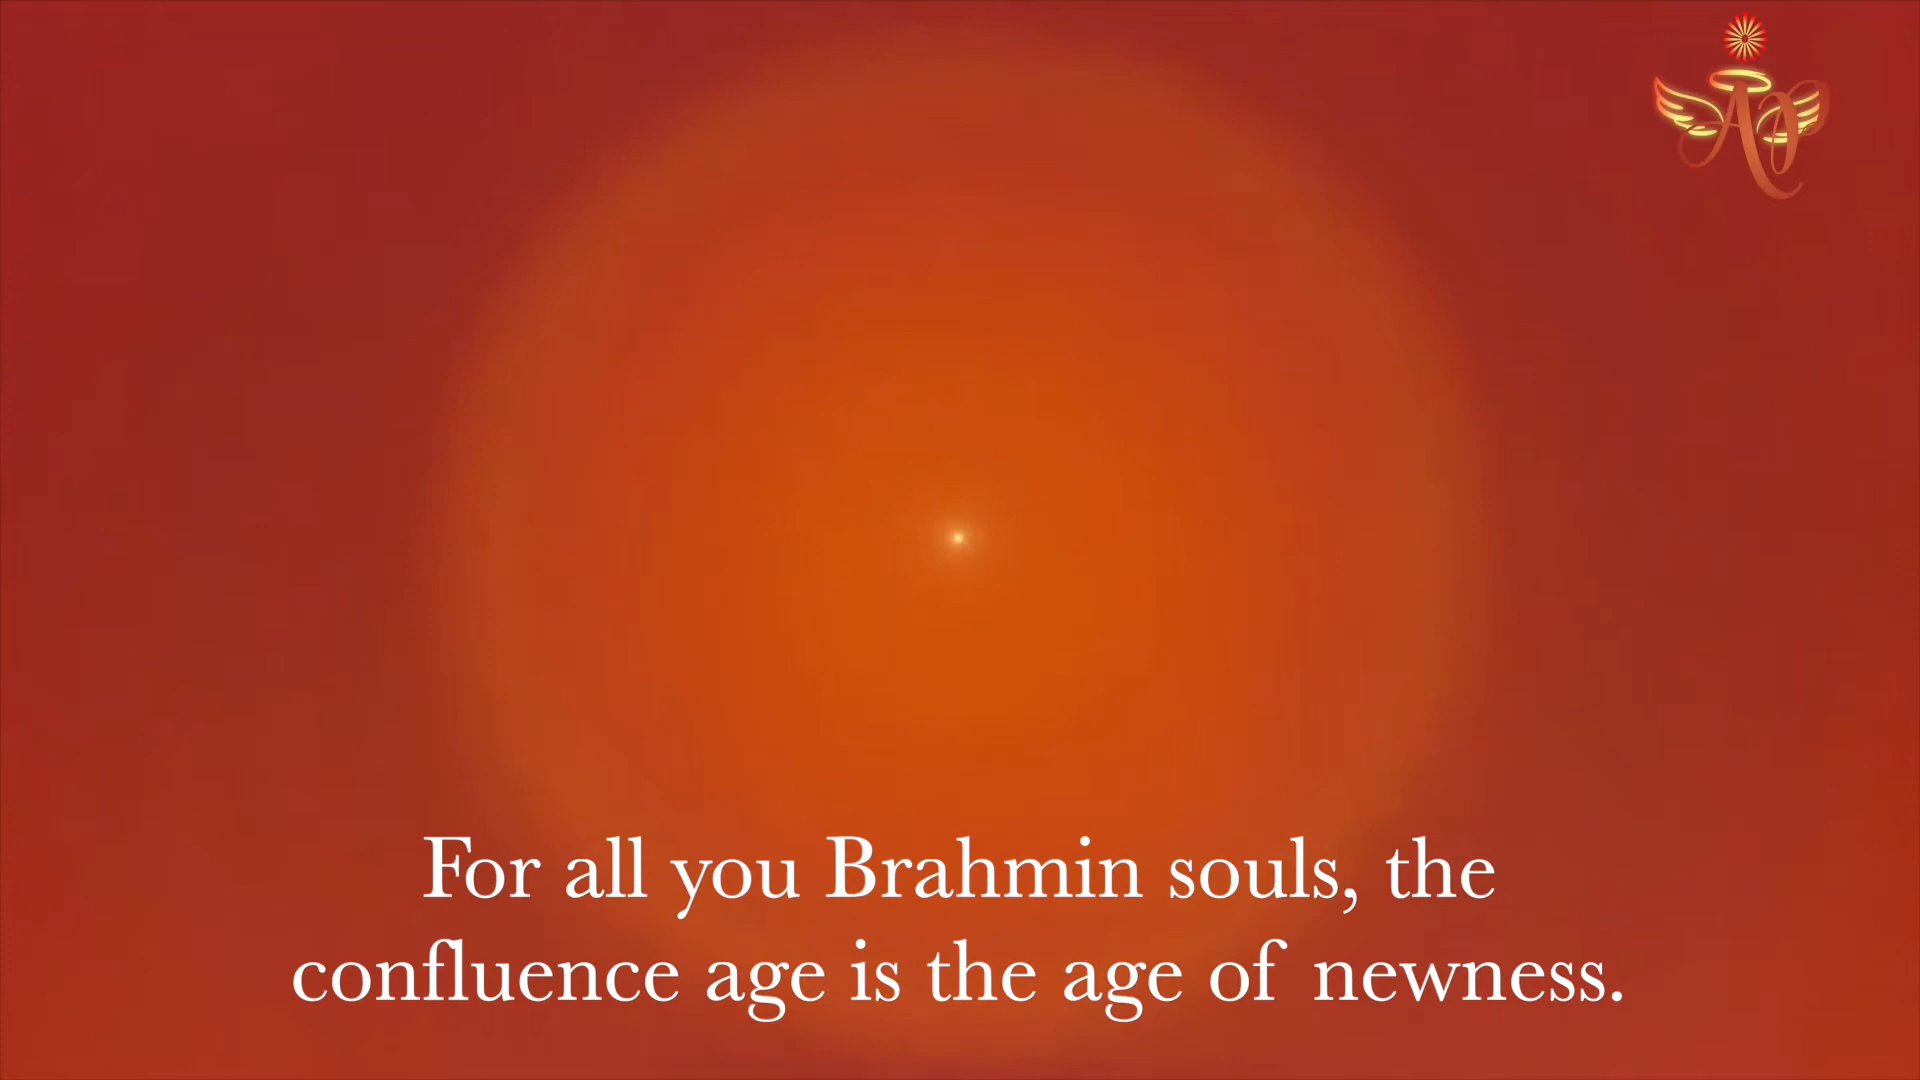 For all you Brahmin souls, the
confluence age is the age of newness.